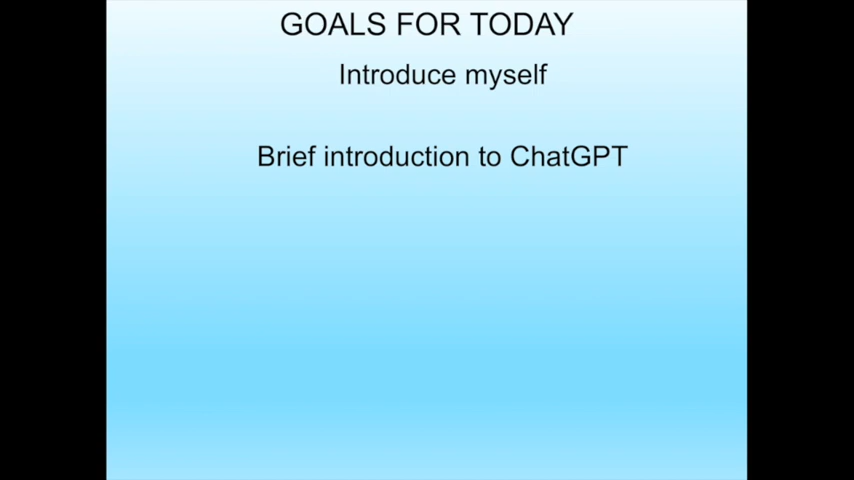 GOALS FOR TODAY
Introduce myself
Brief introduction to ChatGPT